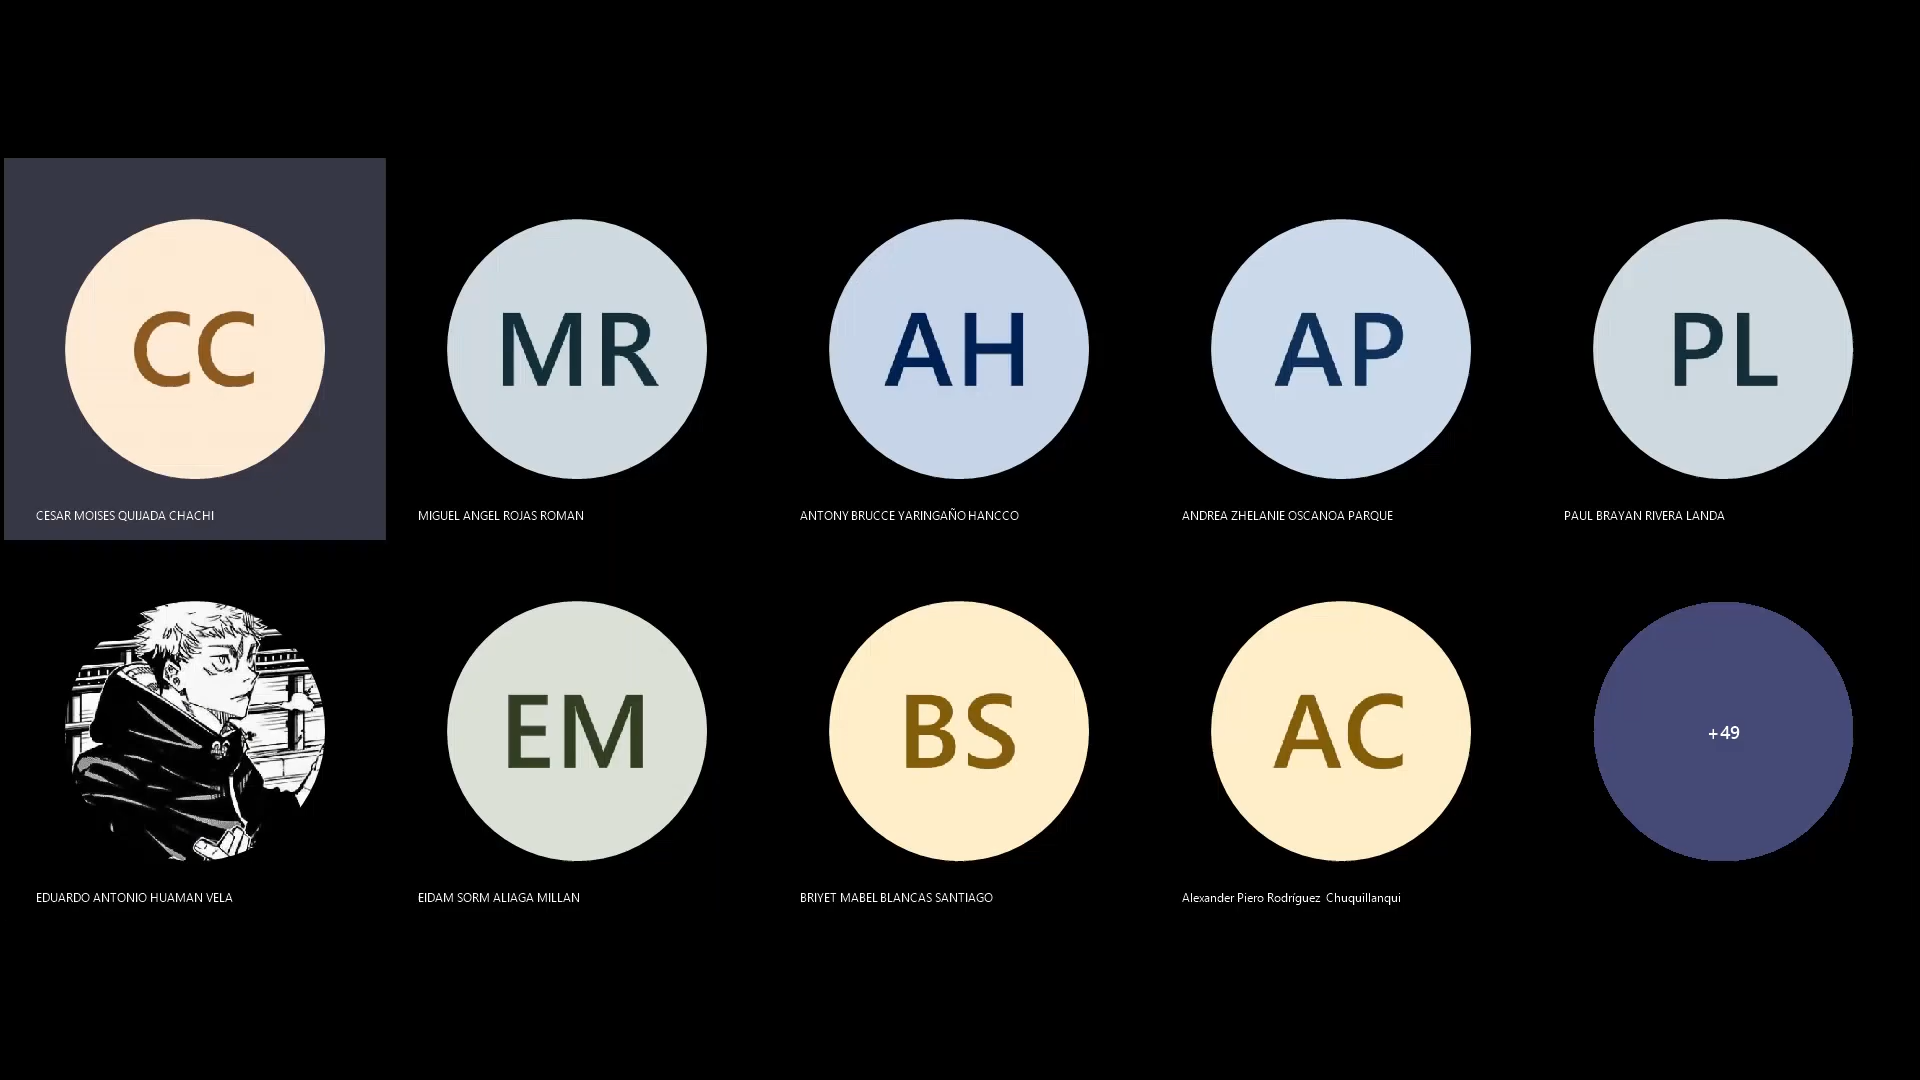 CC
MR
AH
AP
PL
CESAR MOISES QUIJADA CHACHI
MIGUEL ANGEL ROJAS ROMAN
ANTONY BRUCCE YARINGAÑO HANCCO
ANDREA ZHELANIE OSCANOA PARQUE
PAUL BRAYAN RIVERA LANDA
EM
BS
AC
+49
EDUARDO ANTONIO HUAMAN VELA
EIDAM SORM ALIAGA MILLAN
BRIYET MABEL BLANCAS SANTIAGO
Alexander Piero Rodríguez Chuquillanqui